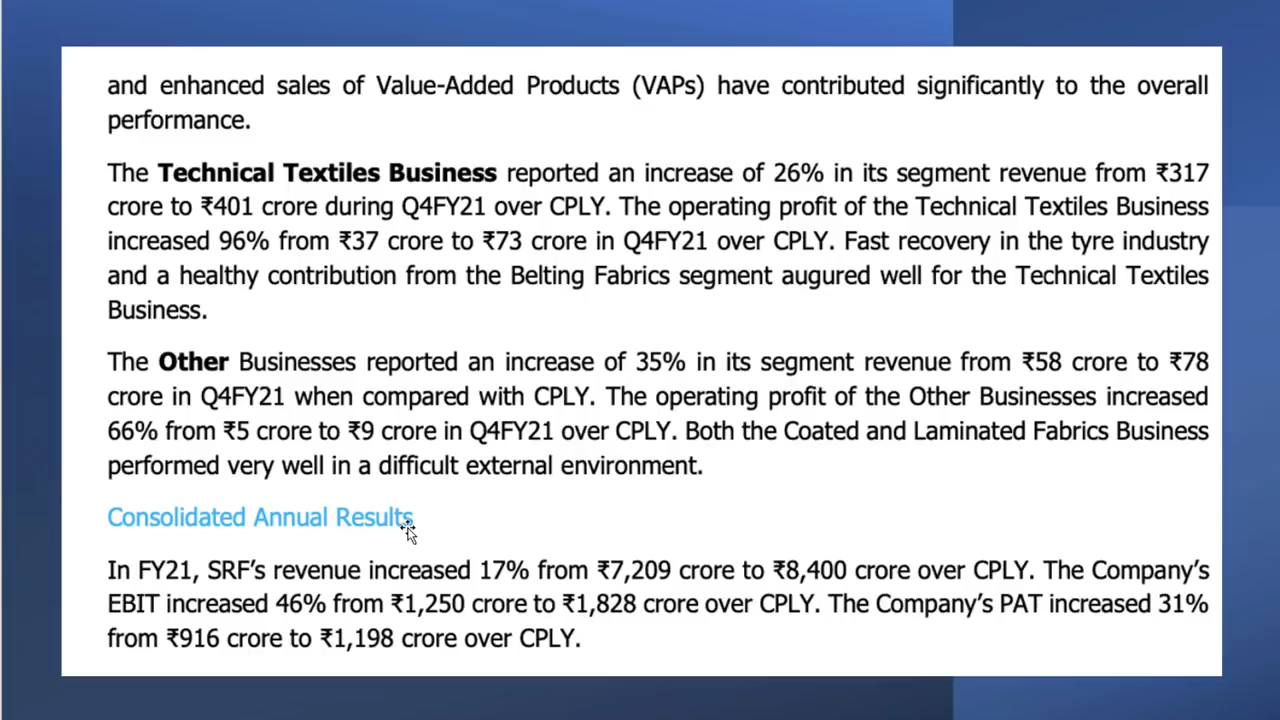 and enhanced sales of Value-Added Products (VAPs) have contributed significantly to the overall
performance.
The Technical Textiles Business reported an increase of 26% in its segment revenue from ₹317
crore to ₹401 crore during Q4FY21 over CPLY. The operating profit of the Technical Textiles Business
increased 96% from ₹37 crore to ₹73 crore in Q4FY21 over CPLY. Fast recovery in the tyre industry
and a healthy contribution from the Belting Fabrics segment augured well for the Technical Textiles
Business.
The Other Businesses reported an increase of 35% in its segment revenue from ₹58 crore to ₹78
crore in Q4FY21 when compared with CPLY. The operating profit of the Other Businesses increased
66% from ₹5 crore to ₹9 crore in Q4FY21 over CPLY. Both the Coated and Laminated Fabrics Business
performed very well in a difficult external environment.
Consolidated Annual Results
In FY21, SRF’s revenue increased 17% from ₹7,209 crore to ₹8,400 crore over CPLY. The Company’s
EBIT increased 46% from ₹1,250 crore to ₹1,828 crore over CPLY. The Company’s PAT increased 31%
from ₹916 crore to ₹1,198 crore over CPLY.